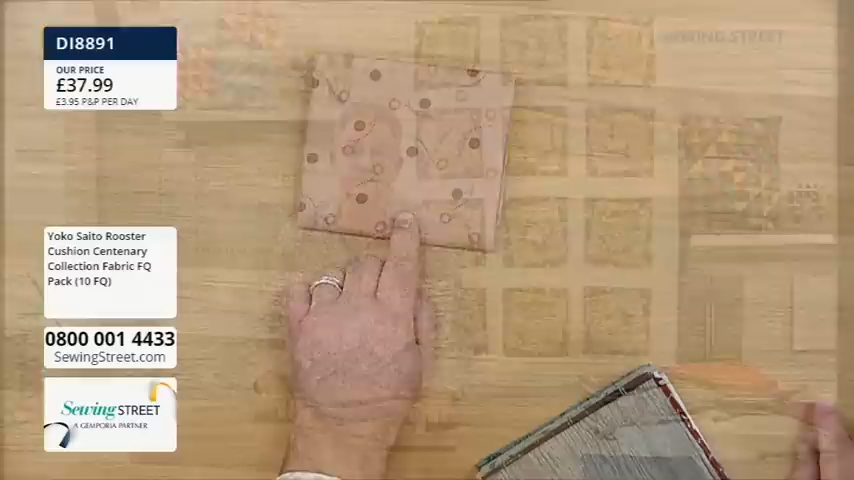 DI8891
OUR PRICE
£37.99
£3.95 P&P PER DAY
SEWING STREET
Yoko Saito Rooster
Cushion Centenary
Collection Fabric FQ
Pack (10 FQ)
0800 001 4433
SewingStreet.com
Sewing STREET
A GEMPORIA PARTNER